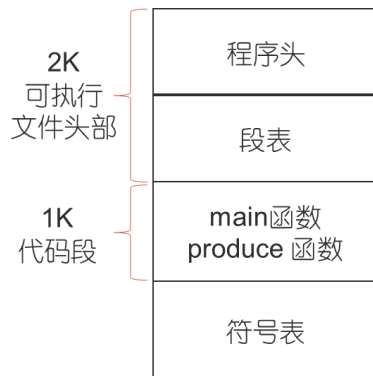 2K
可执行
文件头部
程序头
段表
1K
代码段
main函数
produce 函数
符号表